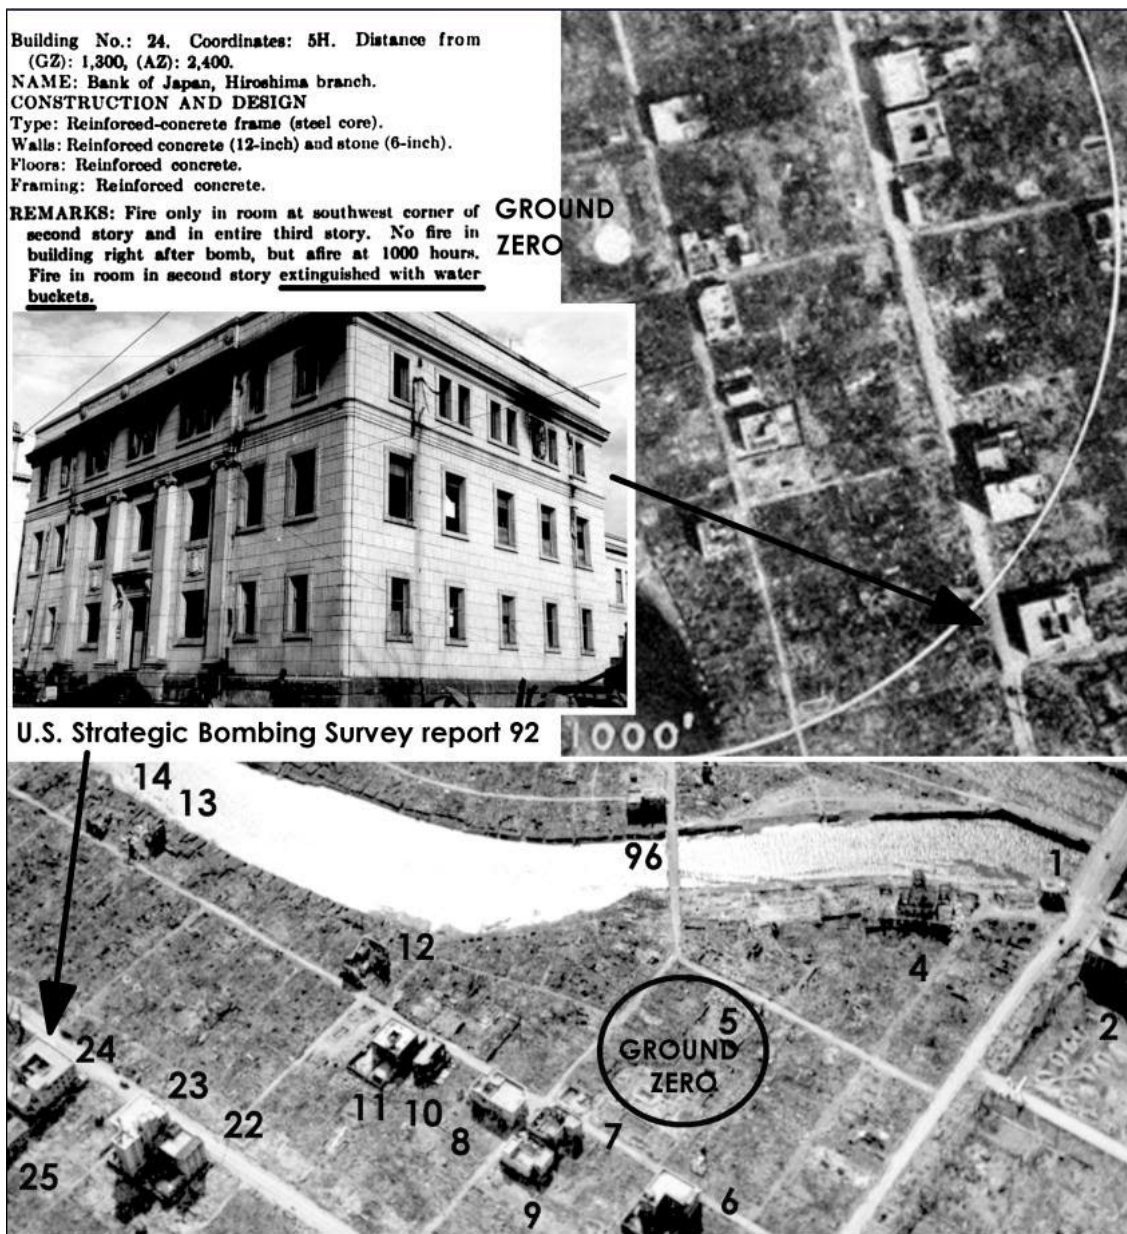 Building No.: 24. Coordinates: 5H. Distance from
(GZ): 1,300, (AZ): 2,400.
NAME: Bank of Japan, Hiroshima branch.
CONSTRUCTION AND DESIGN
Type: Reinforced-concrete frame (steel core).
Walls: Reinforced concrete (12-inch) and stone (6-inch).
Floors: Reinforced concrete.
Framing: Reinforced concrete.
REMARKS: Fire only in room at southwest corner of
second story and in entire third story. No fire in
building right after bomb, but afire at 1000 hours.
Fire in room in second story extinguished with water
buckets.
GROUND
ZERO
1000'
U.S. Strategic Bombing Survey report 92
14
13
96
1
12
4
2
5
GROUND
ZERO
24
23
22
11
10
8
7
25
9
6